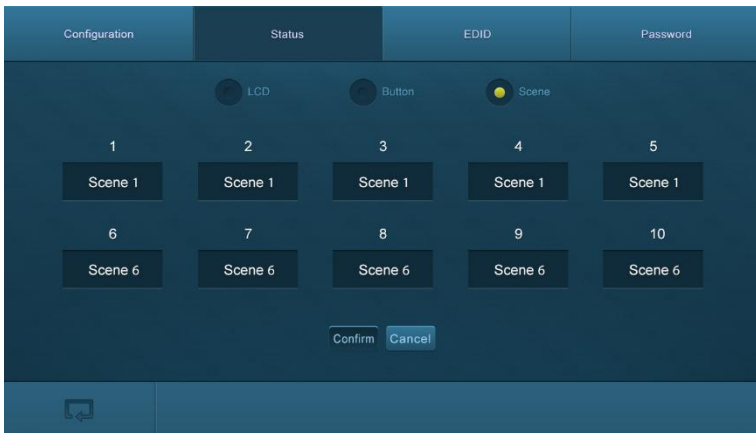 Configuration Status EDID Password
LCD Button Scene
1 2 3 4 5
Scene 1 Scene 1 Scene 1 Scene 1 Scene 1
6 7 8 9 10
Scene 6 Scene 6 Scene 6 Scene 6 Scene 6
Confirm Cancel